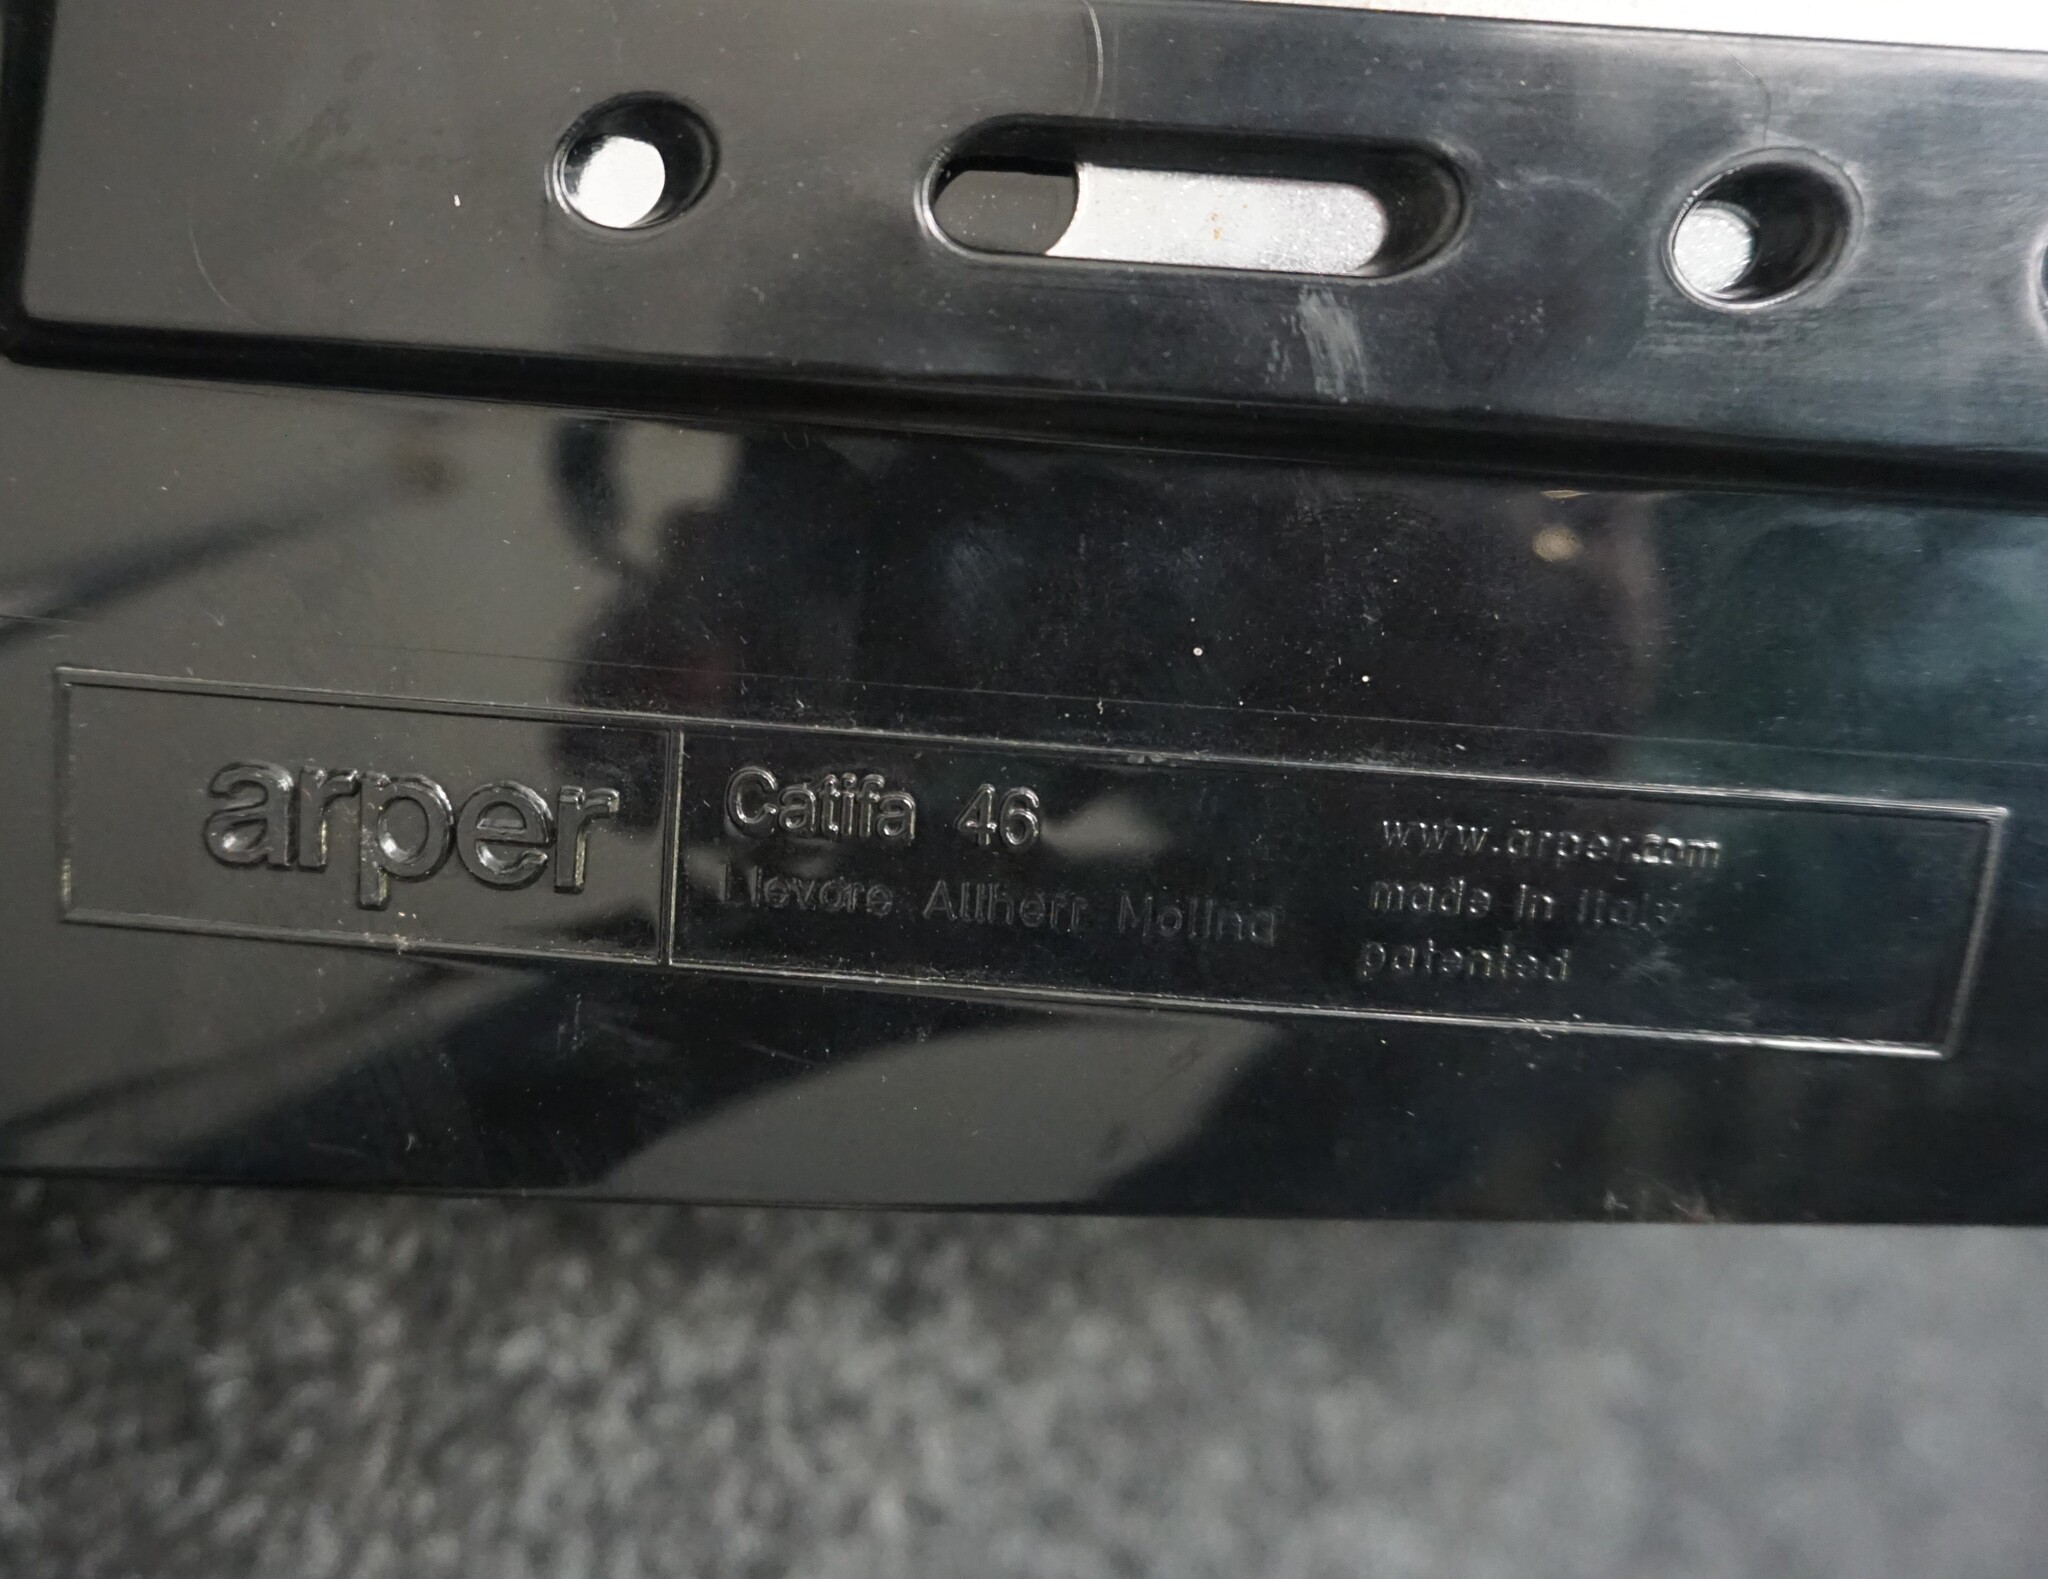 arper
Catifa 46
Lievore Altherr Molina
www.arper.com
made in Italy
patented